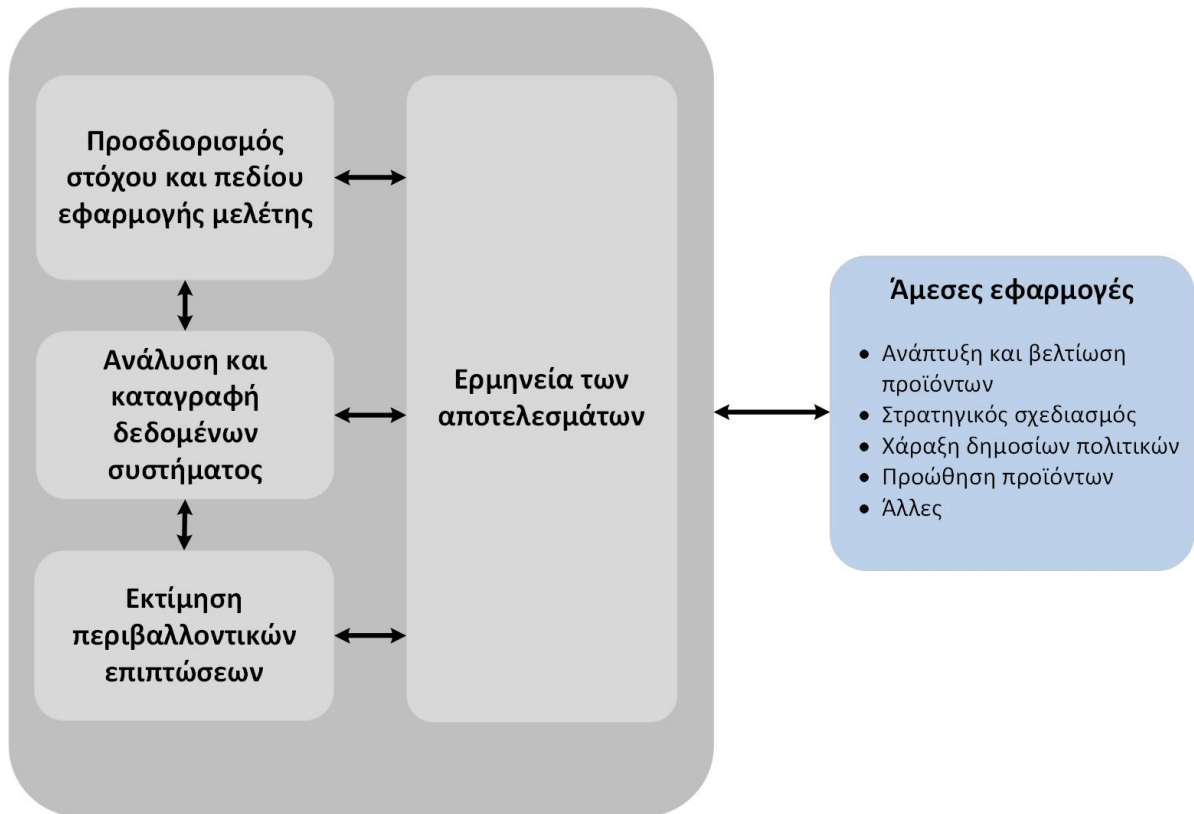 Προσδιορισμός
στόχου και πεδίου
εφαρμογής μελέτης
Ανάλυση και
καταγραφή
δεδομένων
συστήματος
Εκτίμηση
περιβαλλοντικών
επιπτώσεων
Ερμηνεία των
αποτελεσμάτων
Άμεσες εφαρμογές
• Ανάπτυξη και βελτίωση
προϊόντων
• Στρατηγικός σχεδιασμός
• Χάραξη δημοσίων πολιτικών
• Προώθηση προϊόντων
• Άλλες